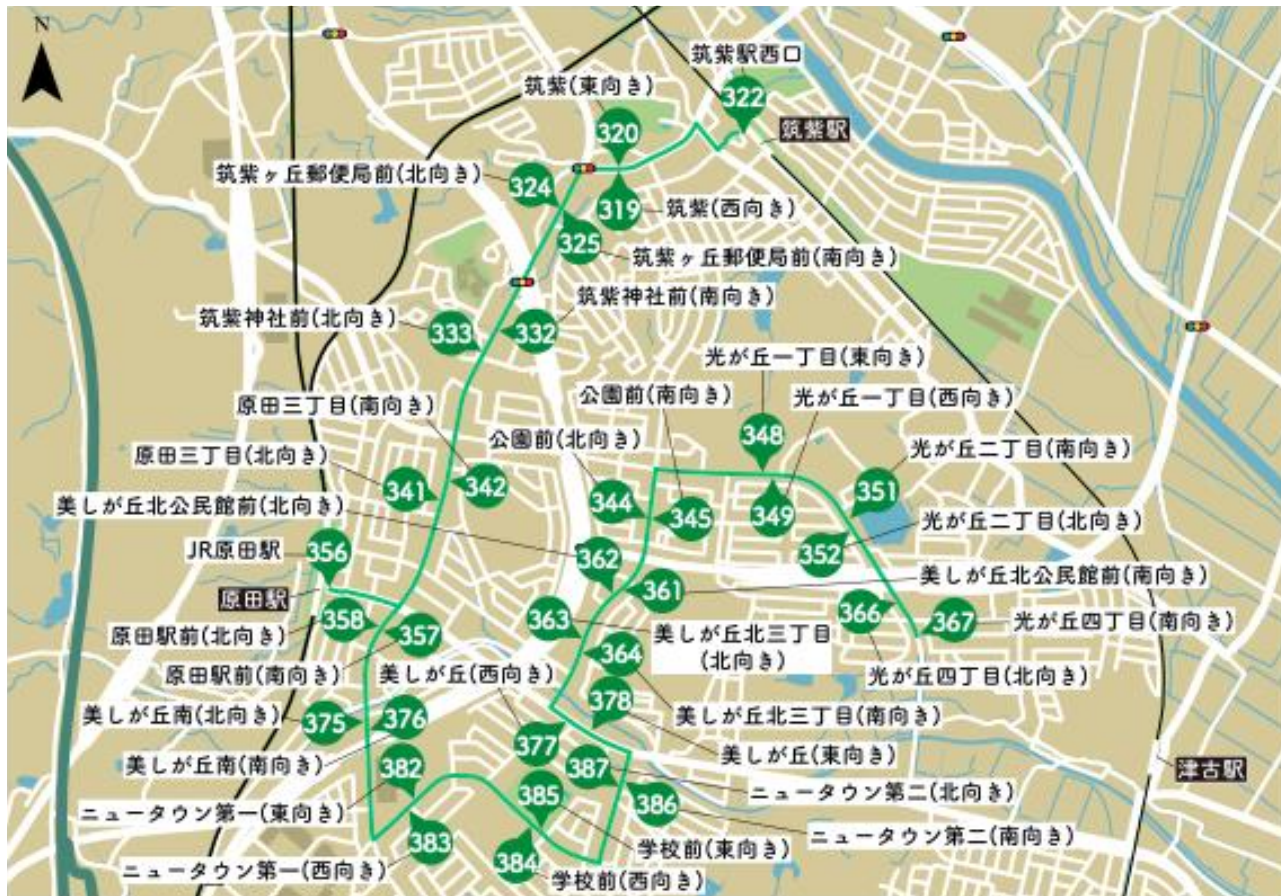 N
筑紫駅西口
322
筑紫(東向き)
320
筑紫駅
筑紫ヶ丘郵便局前(北向き)
324
319
筑紫(西向き)
325
筑紫ヶ丘郵便局前(南向き)
筑紫神社前(南向き)
筑紫神社前(北向き)
333
332
光が丘一丁目(東向き)
原田三丁目(南向き)
公園前(南向き)
光が丘一丁目(西向き)
公園前(北向き)
348
原田三丁目(北向き)
光が丘二丁目(南向き)
341
342
351
美しが丘北公民館前(北向き)
344
345
349
光が丘二丁目(北向き)
JR原田駅
356
362
352
美しが丘北公民館前(南向き)
原田駅
361
358
363
366
367
光が丘四丁目(南向き)
原田駅前(北向き)
357
美しが丘北三丁目
(北向き)
364
原田駅前(南向き)
美しが丘(西向き)
光が丘四丁目(北向き)
美しが丘南(北向き)
375
376
378
美しが丘北三丁目(南向き)
377
美しが丘(東向き)
美しが丘南(南向き)
382
387
津古駅
385
386
ニュータウン第二(北向き)
ニュータウン第一(東向き)
ニュータウン第二(南向き)
383
384
学校前(東向き)
ニュータウン第一(西向き)
学校前(西向き)